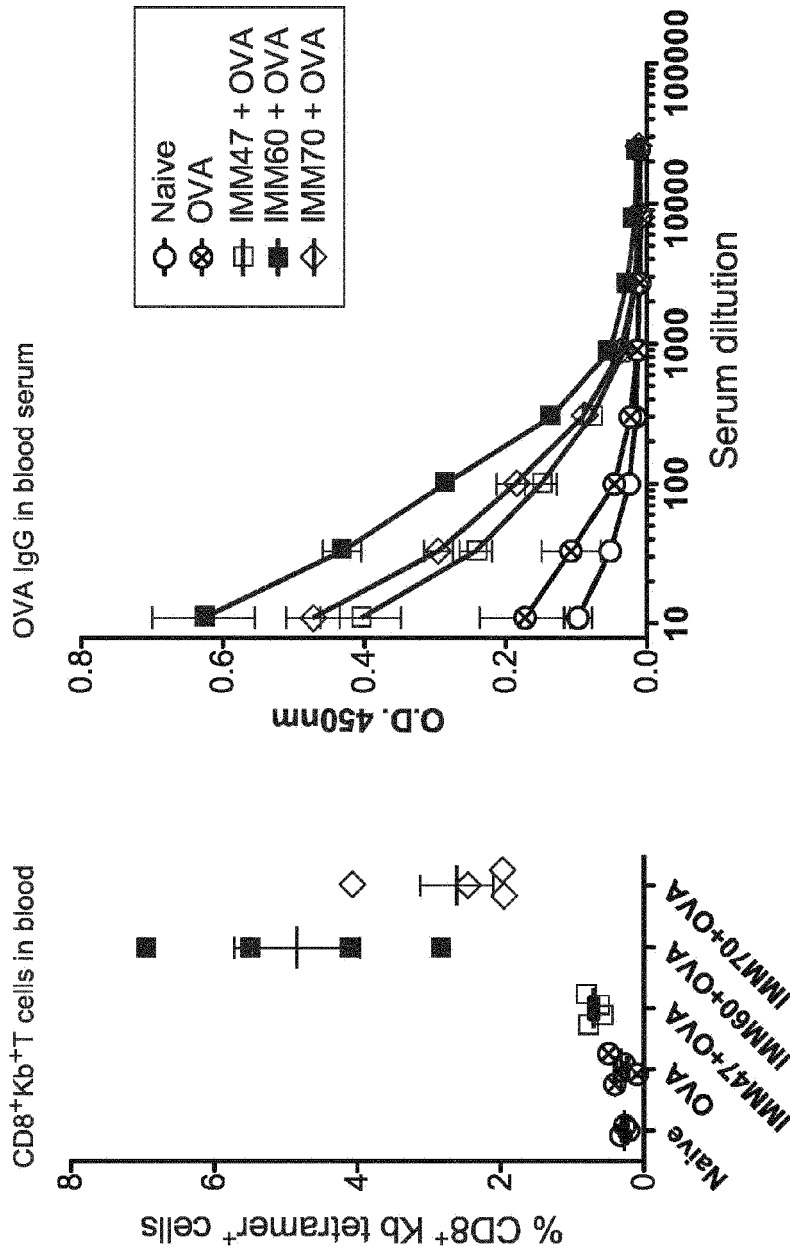 CD8⁺Kb⁺T cells in blood
% CD8⁺ Kb tetramer⁺ cells
8
6
4
2
0
Naive
OVA
IMM47+OVA
IMM60+OVA
IMM70+OVA
OVA IgG in blood serum
O.D. 450nm
0.8
0.6
0.4
0.2
0.0
10
100
1000
10000
100000
Serum diltution
Naive
OVA
IMM47 + OVA
IMM60 + OVA
IMM70 + OVA